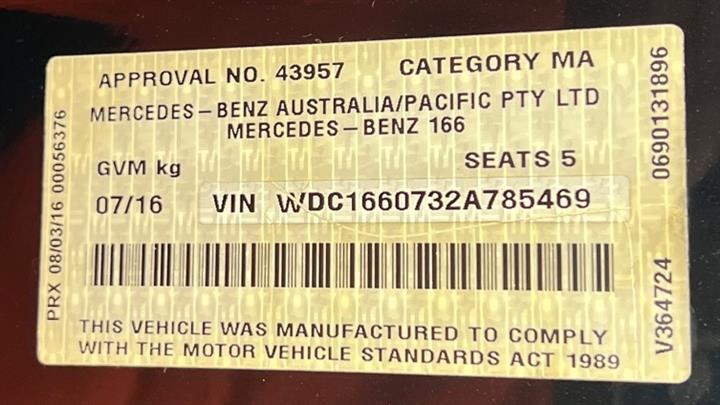 APPROVAL NO. 43957 CATEGORY MA
MERCEDES-BENZ AUSTRALIA/PACIFIC PTY LTD
MERCEDES-BENZ 166
GVM kg SEATS 5
07/16 VIN WDC1660732A785469
THIS VEHICLE WAS MANUFACTURED TO COMPLY
WITH THE MOTOR VEHICLE STANDARDS ACT 1989
PRX 08/03/16 00056376
0690131896
V364724